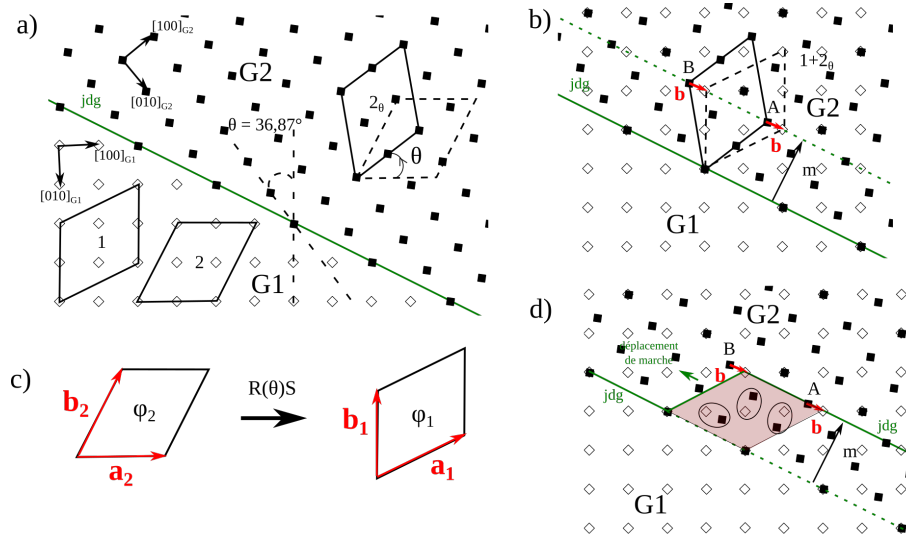 a)
[100]G2
G2
[010]G2
jdg
θ = 36,87°
2θ
θ
[100]G1
[010]G1
1
2
G1
b)
jdg
B
b
A
b
1+2θ
G2
m
G1
c)
b2
φ2
a2
R(θ)S
b1
φ1
a1
d)
G2
déplacement
de marche
B
b
A
b
jdg
jdg
m
G1